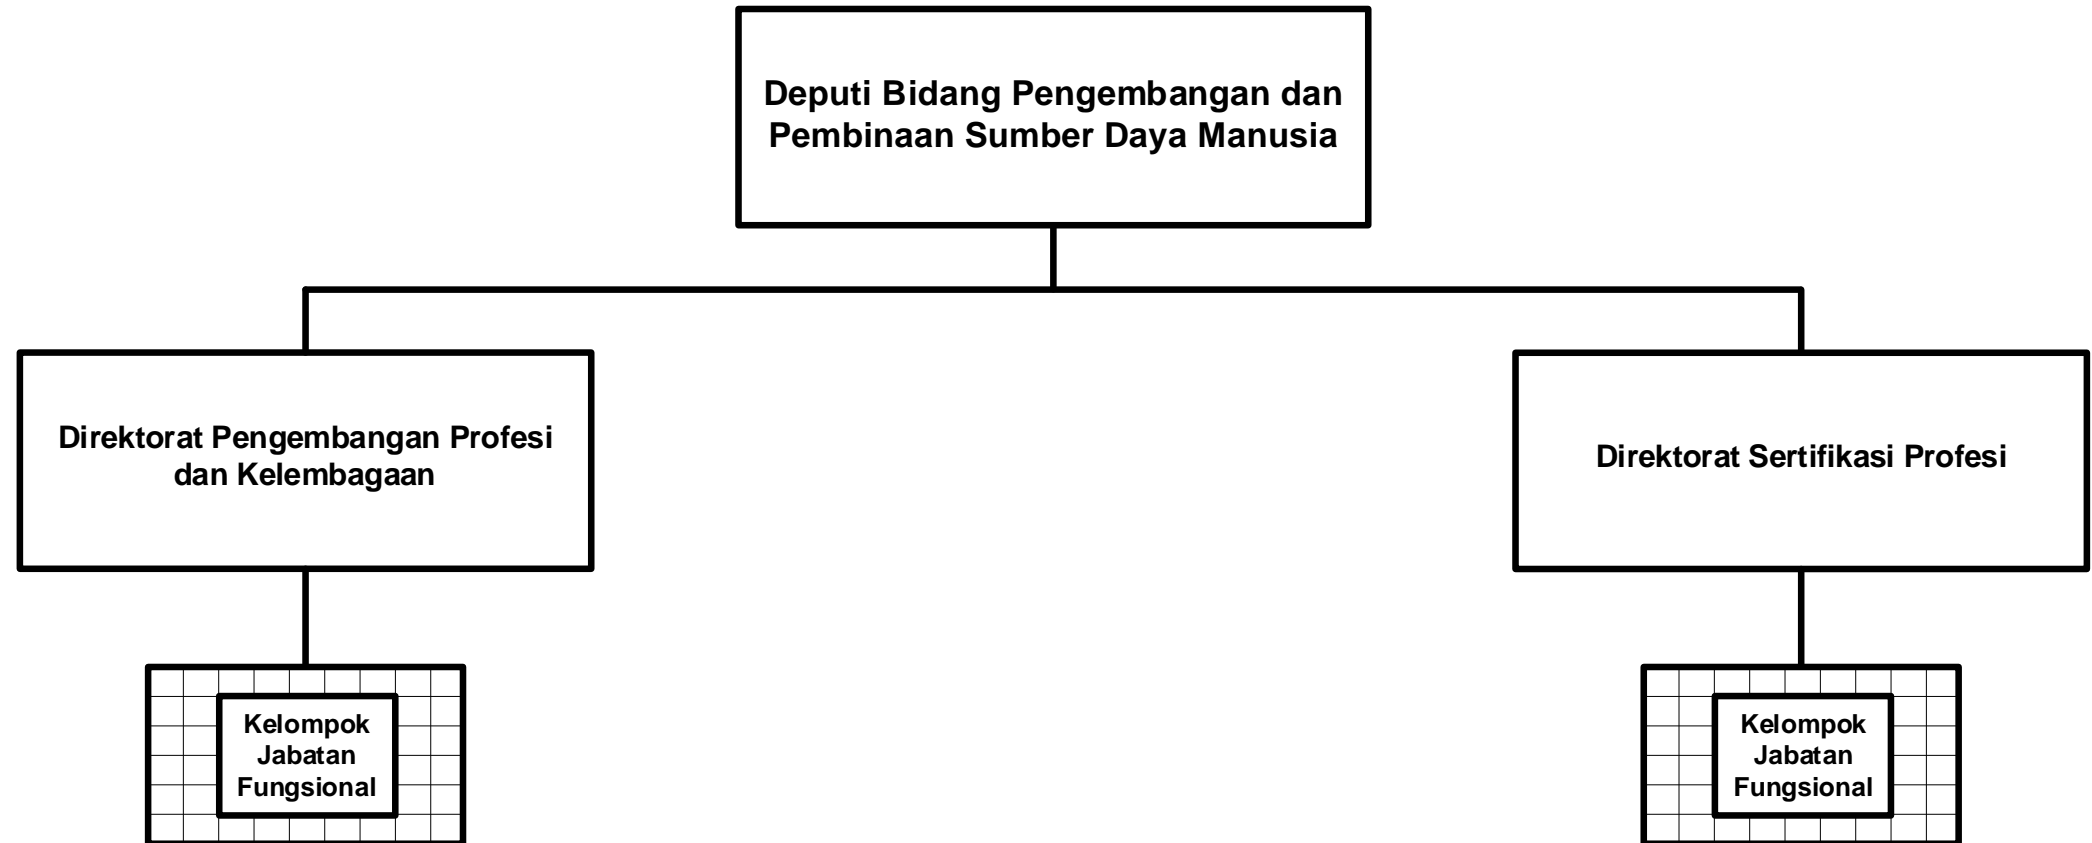 Deputi Bidang Pengembangan dan
Pembinaan Sumber Daya Manusia
Direktorat Pengembangan Profesi
dan Kelembagaan
Direktorat Sertifikasi Profesi
Kelompok
Jabatan
Fungsional
Kelompok
Jabatan
Fungsional